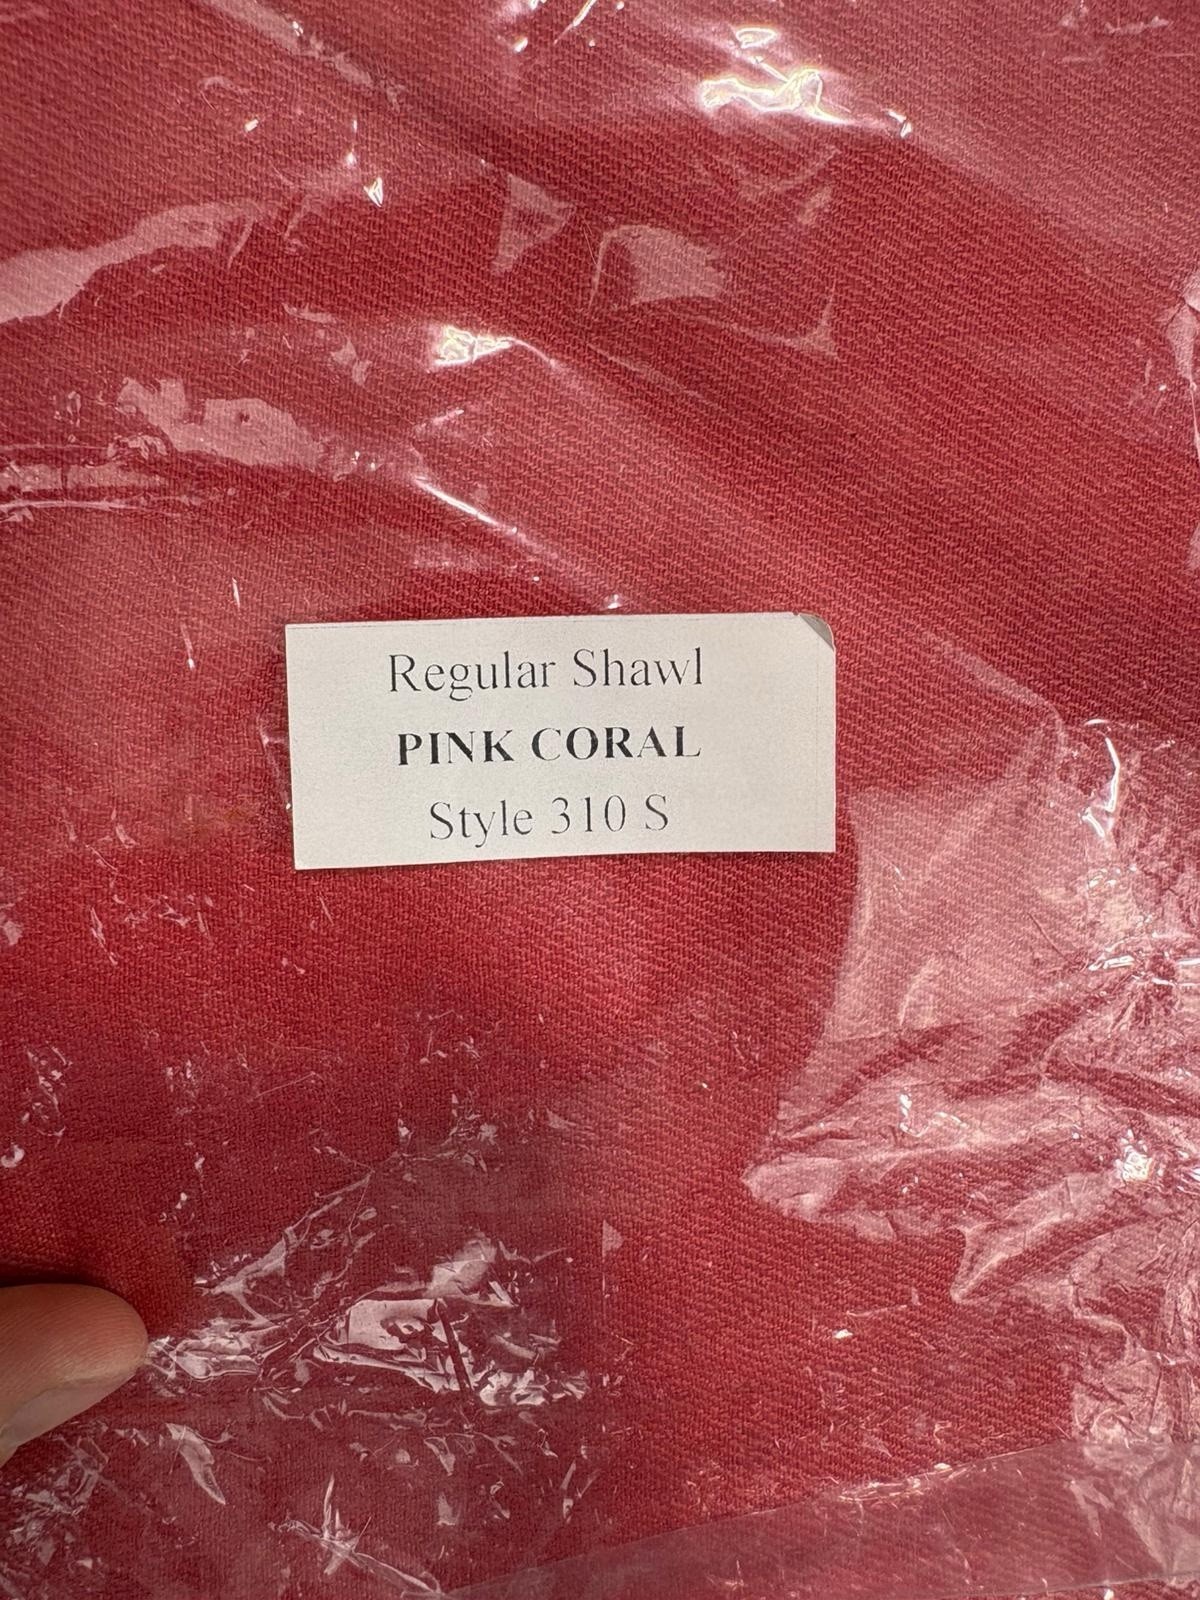 Regular Shawl
PINK CORAL
Style 310 S